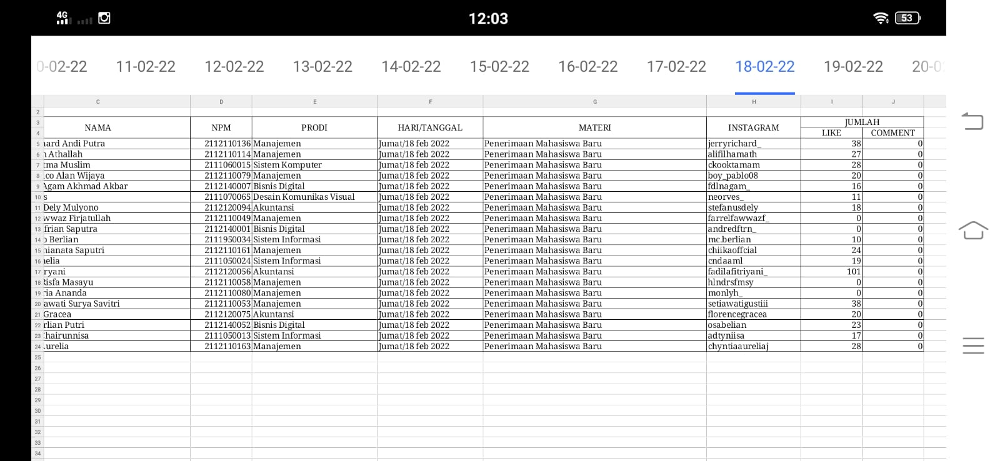 4G 12:03 53
0-02-22 11-02-22 12-02-22 13-02-22 14-02-22 15-02-22 16-02-22 17-02-22 18-02-22 19-02-22 20-0
C D E F G H I J
2
3 NAMA NPM PRODI HARI/TANGGAL MATERI INSTAGRAM JUMLAH
4 LIKE COMMENT
5 ard Andi Putra 2112110136 Manajemen Jumat/18 feb 2022 Penerimaan Mahasiswa Baru jerryrichard_ 38 0
6 Athallah 2112110114 Manajemen Jumat/18 feb 2022 Penerimaan Mahasiswa Baru alifilhamath 27 0
7 tma Muslim 2111060015 Sistem Komputer Jumat/18 feb 2022 Penerimaan Mahasiswa Baru ckooktamam 28 0
8 co Alan Wijaya 2112110079 Manajemen Jumat/18 feb 2022 Penerimaan Mahasiswa Baru boy_pablo08 20 0
9 Agam Akhmad Akbar 2112140007 Bisnis Digital Jumat/18 feb 2022 Penerimaan Mahasiswa Baru fdlnagam_ 16 0
10 s 2111070065 Desain Komunikas Visual Jumat/18 feb 2022 Penerimaan Mahasiswa Baru neorves_ 11 0
11 Dely Mulyono 2112120094 Akuntansi Jumat/18 feb 2022 Penerimaan Mahasiswa Baru stefanusdely 18 0
12 wwaz Firjatullah 2112110049 Manajemen Jumat/18 feb 2022 Penerimaan Mahasiswa Baru farrelfawwazf_ 0 0
13 frian Saputra 2112140001 Bisnis Digital Jumat/18 feb 2022 Penerimaan Mahasiswa Baru andredftrn_ 0 0
14 o Berlian 2111950034 Sistem Informasi Jumat/18 feb 2022 Penerimaan Mahasiswa Baru mc.berlian 10 0
15 nianata Saputri 2112110161 Manajemen Jumat/18 feb 2022 Penerimaan Mahasiswa Baru chiikaoffcial 24 0
16 elia 2111050024 Sistem Informasi Jumat/18 feb 2022 Penerimaan Mahasiswa Baru cndaaml 19 0
17 ryani 2112120056 Akuntansi Jumat/18 feb 2022 Penerimaan Mahasiswa Baru fadilafitriyani_ 101 0
18 Risfa Masayu 2112110058 Manajemen Jumat/18 feb 2022 Penerimaan Mahasiswa Baru hlndrsfmsy 0 0
19 ria Ananda 2112110080 Manajemen Jumat/18 feb 2022 Penerimaan Mahasiswa Baru monlyh_ 0 0
20 awati Surya Savitri 2112110053 Manajemen Jumat/18 feb 2022 Penerimaan Mahasiswa Baru setiawatigustiii 38 0
21 Gracea 2112120075 Akuntansi Jumat/18 feb 2022 Penerimaan Mahasiswa Baru florencegracea 20 0
22 rlian Putri 2112140052 Bisnis Digital Jumat/18 feb 2022 Penerimaan Mahasiswa Baru osabelian 23 0
23 hairunnisa 2111050013 Sistem Informasi Jumat/18 feb 2022 Penerimaan Mahasiswa Baru adtyniisa 17 0
24 urelia 2112110163 Manajemen Jumat/18 feb 2022 Penerimaan Mahasiswa Baru chyntiaaureliaj 28 0
25
26
27
28
29
30
31
32
33
34